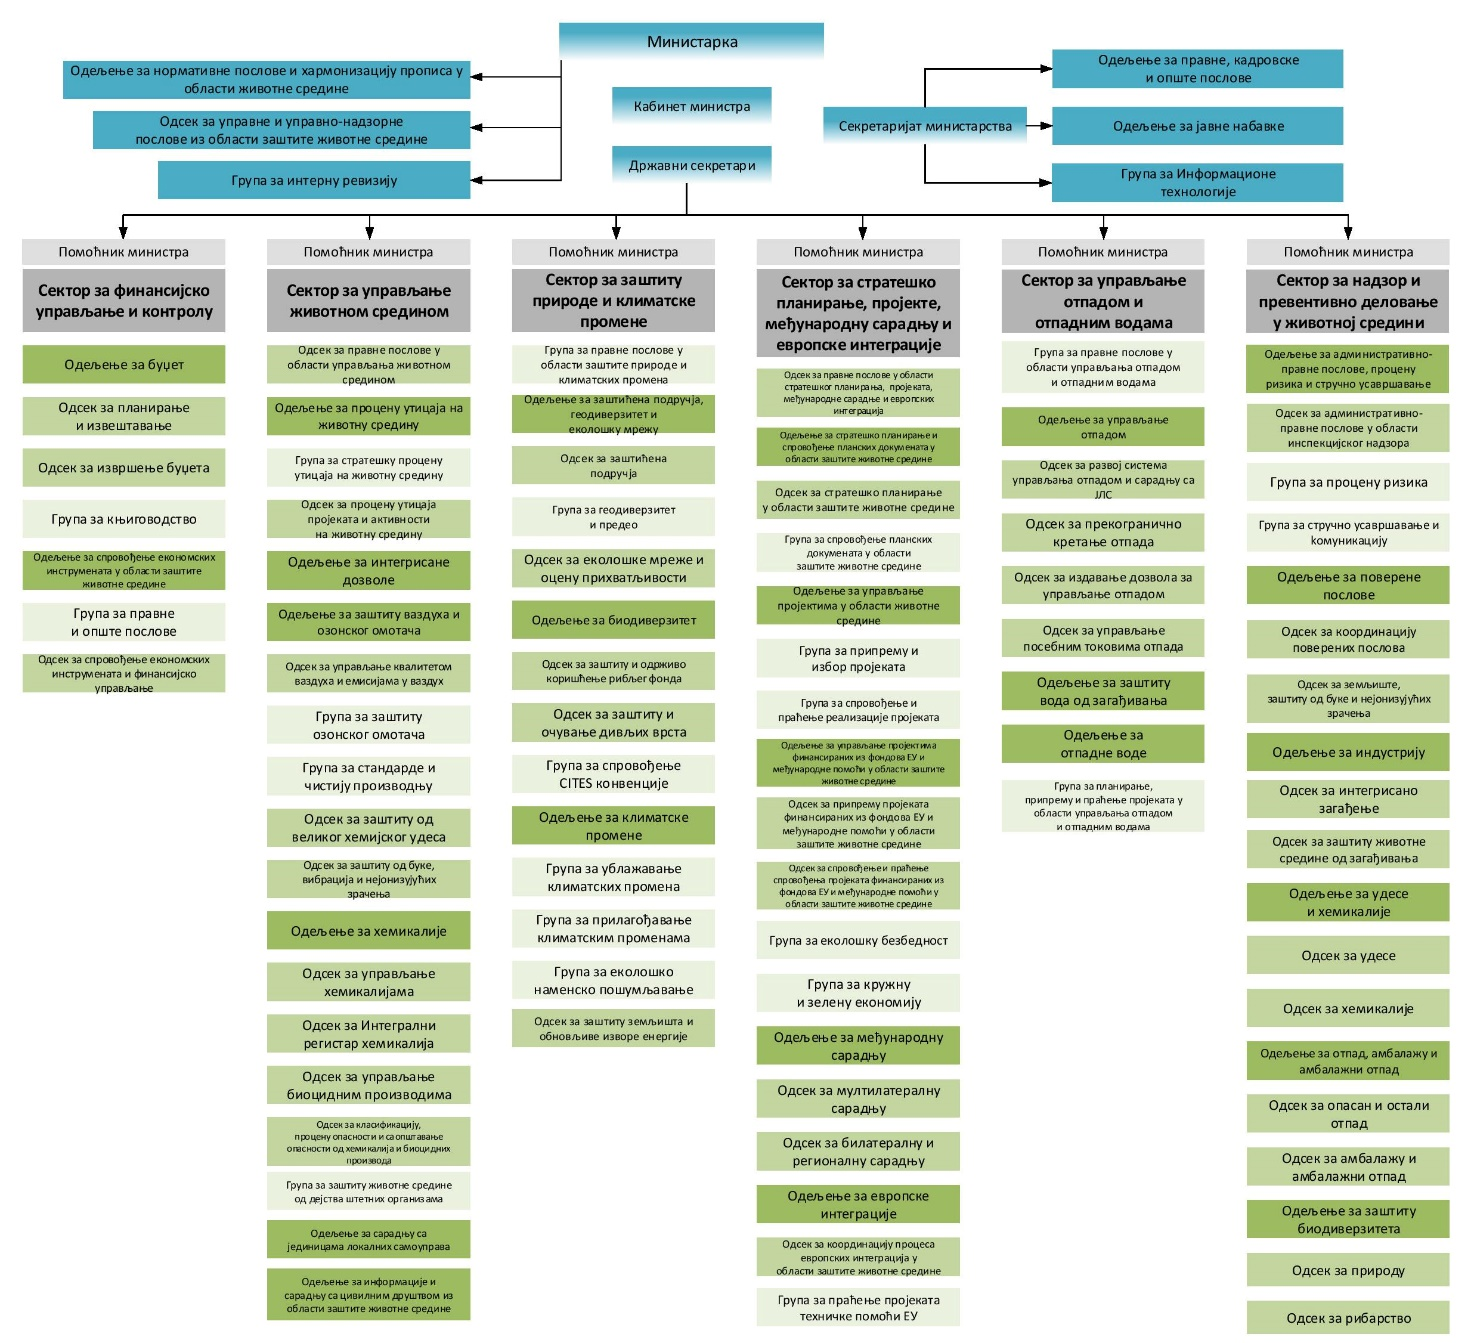 Министарка
Одељење за нормативне послове и хармонизацију прописа у
области животне средине
Одсек за управне и управно-надзорне
послове из области заштите животне средине
Група за интерну ревизију
Кабинет министра
Државни секретари
Секретаријат министарства
Одељење за правне, кадровске
и опште послове
Одељење за јавне набавке
Група за Информационе
технологије
Помоћник министра
Сектор за финансијско
управљање и контролу
Одељење за буџет
Одсек за планирање
и извештавање
Одсек за извршење буџета
Група за књиговодство
Одељење за спровођење економских
инструмената у области заштите
животне средине
Група за правне
и опште послове
Одсек за спровођење економских
инструмената и финансијско
управљање
Помоћник министра
Сектор за управљање
животном средином
Одсек за правне послове у
области управљања животном
средином
Одељење за процену утицаја на
животну средину
Група за стратешку процену
утицаја на животну средину
Одсек за процену утицаја
пројеката и активности
на животну средину
Одељење за интегрисане
дозволе
Одељење за заштиту ваздуха и
озонског омотача
Одсек за управљање квалитетом
ваздуха и емисијама у ваздух
Група за заштиту
озонског омотача
Група за стандарде и
чистију производњу
Одсек за заштиту од
великог хемијског удеса
Одсек за заштиту од буке,
вибрација и нејонизујућих
зрачења
Одељење за хемикалије
Одсек за управљање
хемикалијама
Одсек за Интегрални
регистар хемикалија
Одсек за управљање
биоцидним производима
Одсек за класификацију,
процену опасности и саопштавање
опасности од хемикалија и биоцидних
производа
Група за заштиту животне средине
од дејства штетних организама
Одељење за сарадњу са
јединицама локалних самоуправа
Одељење за информације и
сарадњу са цивилним друштвом из
области заштите животне средине
Помоћник министра
Сектор за заштиту
природе и климатске
промене
Група за правне послове у
области заштите природе и
климатских промена
Одељење за заштићена подручја,
геодиверзитет и
еколошку мрежу
Одсек за заштићена
подручја
Група за геодиверзитет
и предео
Одсек за еколошке мреже и
оцену прихватљивости
Одељење за биодиверзитет
Одсек за заштиту и одрживо
коришћење рибљег фонда
Одсек за заштиту и
очување дивљих врста
Група за спровођење
CITES конвенције
Одељење за климатске
промене
Група за ублажавање
климатских промена
Група за прилагођавање
климатским променама
Група за еколошко
наменско пошумљавање
Одсек за заштиту земљишта и
обновљиве изворе енергије
Помоћник министра
Сектор за стратешко
планирање, пројекте,
међународну сарадњу и
европске интеграције
Одсек за правне послове у области
стратешког планирања, пројеката,
међународне сарадње и европских
интеграција
Одељење за стратешко планирање и
спровођење планских докумената у
области заштите животне средине
Одсек за стратешко планирање
у области заштите животне средине
Група за спровођење планских
докумената у области
заштите животне средине
Одељење за управљање
пројектима у области животне
средине
Група за припрему и
избор пројеката
Група за спровођење и
праћење реализације пројеката
Одељење за управљање пројектима
финансираних из фондова ЕУ и
међународне помоћи у области заштите
животне средине
Одсек за припрему пројеката
финансираних из фондова ЕУ и
међународне помоћи у области
заштите животне средине
Одсек за спровођење и праћење
спровођења пројеката финансираних из
фондова ЕУ и међународне помоћи у
области заштите животне средине
Група за еколошку безбедност
Група за кружну
и зелену економију
Одељење за међународну
сарадњу
Одсек за мултилатералну
сарадњу
Одсек за билатералну и
регионалну сарадњу
Одељење за европске
интеграције
Одсек за координацију процеса
европских интеграција у
области заштите животне средине
Група за праћење пројеката
техничке помоћи ЕУ
Помоћник министра
Сектор за управљање
отпадом и
отпадним водама
Група за правне послове у
области управљања отпадом
и отпадним водама
Одељење за управљање
отпадом
Одсек за развој система
управљања отпадом и сарадњу са
ЈЛС
Одсек за прекогранично
кретање отпада
Одсек за издавање дозвола за
управљање отпадом
Одсек за управљање
посебним токовима отпада
Одељење за заштиту
вода од загађивања
Одељење за
отпадне воде
Група за планирање,
припрему и праћење пројеката у
области управљања отпадом
и отпадним водама
Помоћник министра
Сектор за надзор и
превентивно деловање
у животној средини
Одељење за административно-
правне послове, процену
ризика и стручно усавршавање
Одсек за административно-
правне послове у области
инспекцијског надзора
Група за процену ризика
Група за стручно усавршавање и
комуникацију
Одељење за поверене
послове
Одсек за координацију
поверених послова
Одсек за земљиште,
заштиту од буке и нејонизујућих
зрачења
Одељење за индустрију
Одсек за интегрисано
загађење
Одсек за заштиту животне
средине од загађивања
Одељење за удесе
и хемикалије
Одсек за удесе
Одсек за хемикалије
Одељење за отпад, амбалажу и
амбалажни отпад
Одсек за опасан и остали
отпад
Одсек за амбалажу и
амбалажни отпад
Одељење за заштиту
биодиверзитета
Одсек за природу
Одсек за рибарство